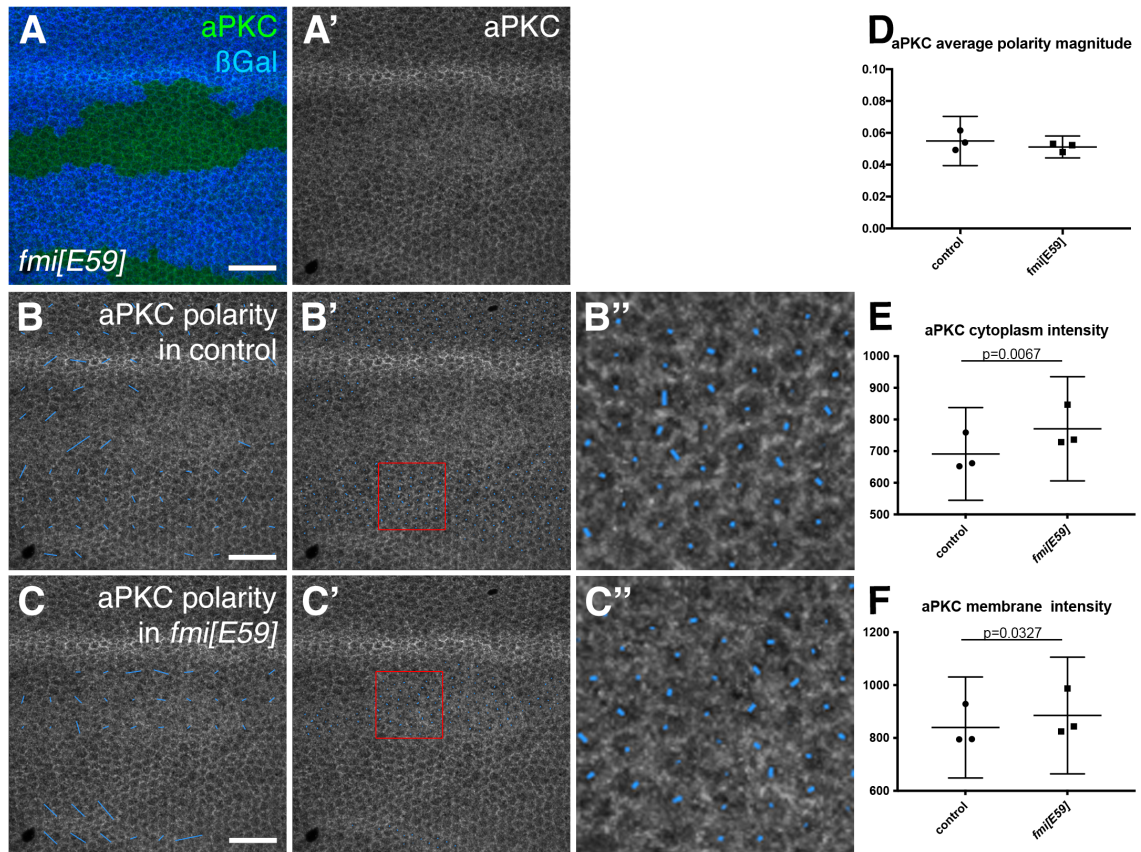 A
aPKC
ßGal
fmi[E59]
A'
aPKC
B
aPKC polarity
in control
B'
B''
C
aPKC polarity
in fmi[E59]
C'
C''
D
aPKC average polarity magnitude
0.10
0.08
0.06
0.04
0.02
0.00
control
fmi[E59]
E
aPKC cytoplasm intensity
p=0.0067
1000
900
800
700
600
500
control
fmi[E59]
F
aPKC membrane intensity
p=0.0327
1200
1000
800
600
control
fmi[E59]